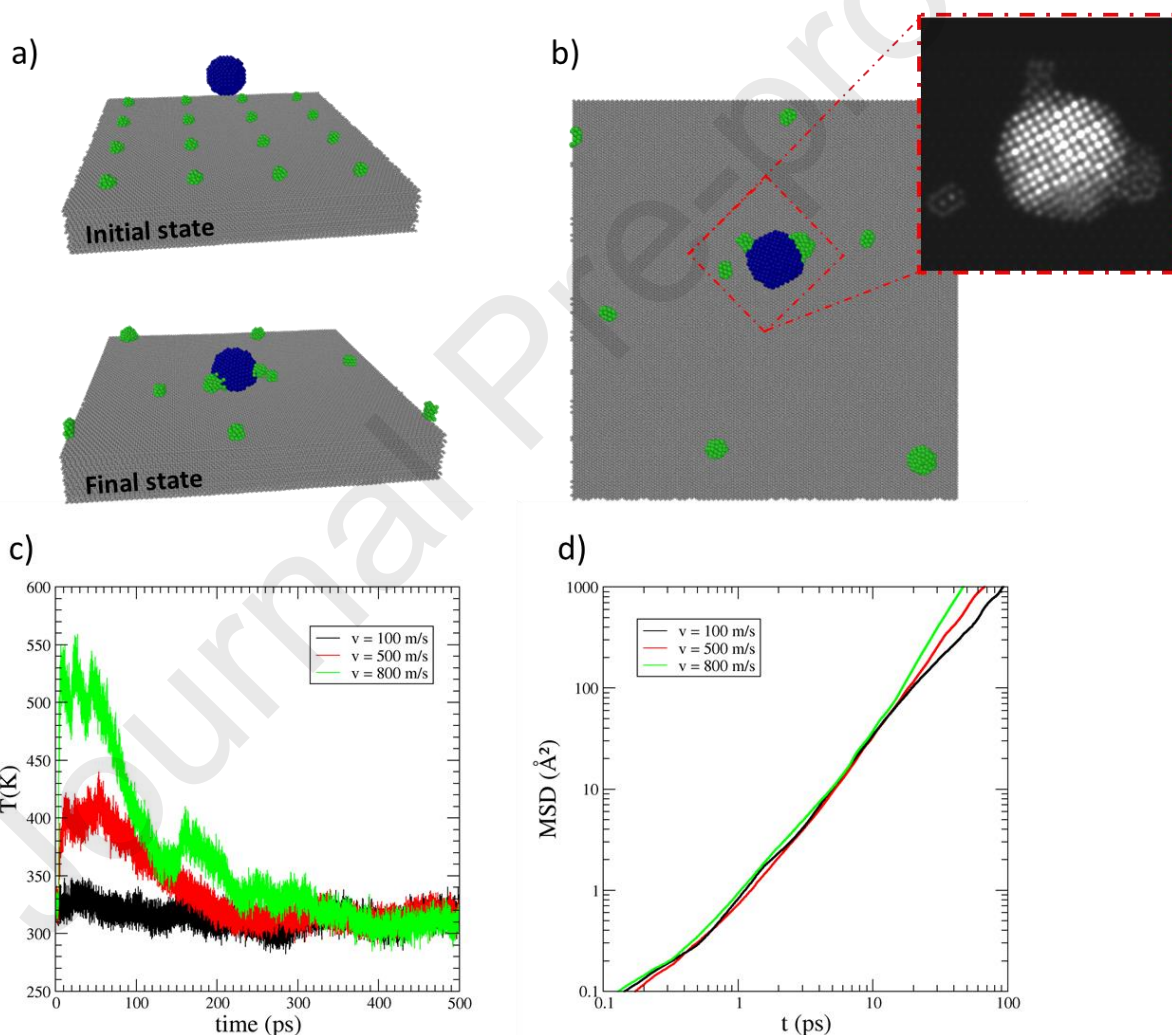 a)
Initial state
Final state
b)
c)
T(K)
600
550
500
450
400
350
300
250
0
100
200
300
400
500
time (ps)
v = 100 m/s
v = 500 m/s
v = 800 m/s
d)
MSD (Å²)
1000
100
10
1
0.1
0.1
1
10
100
t (ps)
v = 100 m/s
v = 500 m/s
v = 800 m/s
Journal Pre-pro